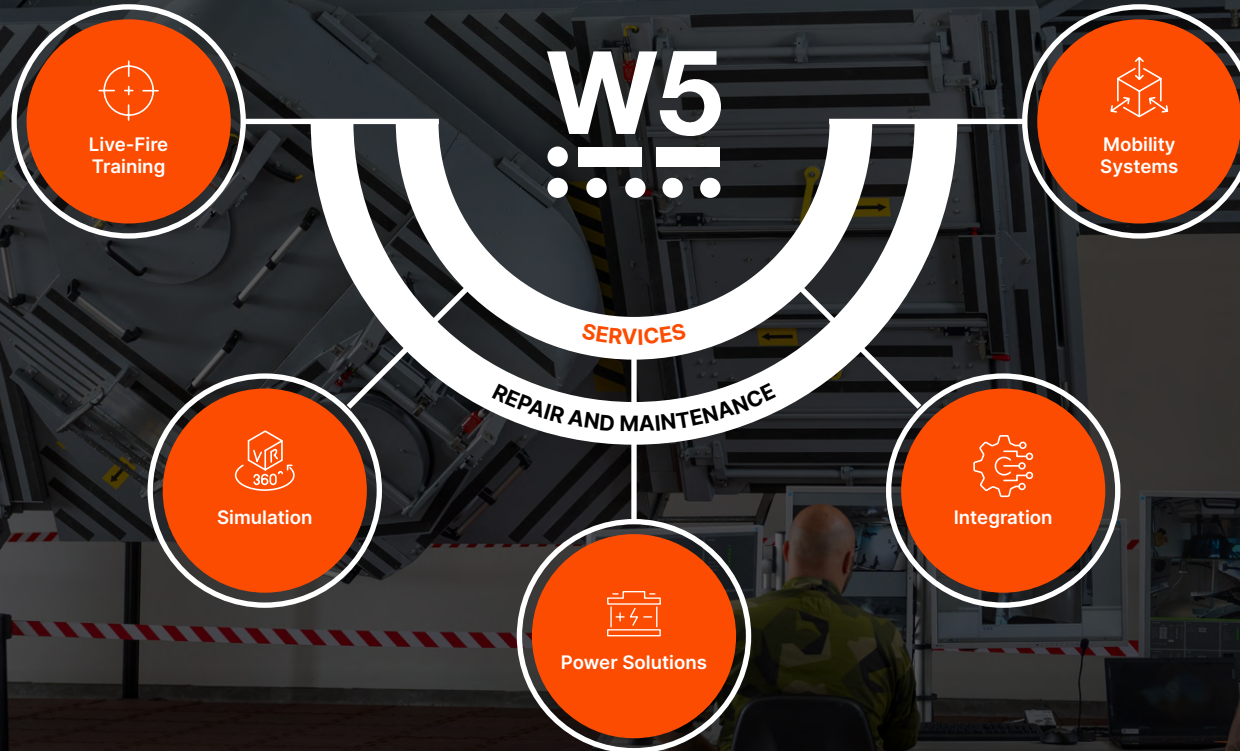 W5
Live-Fire
Training
Mobility
Systems
SERVICES
REPAIR AND MAINTENANCE
VR
360°
Simulation
Integration
Power Solutions